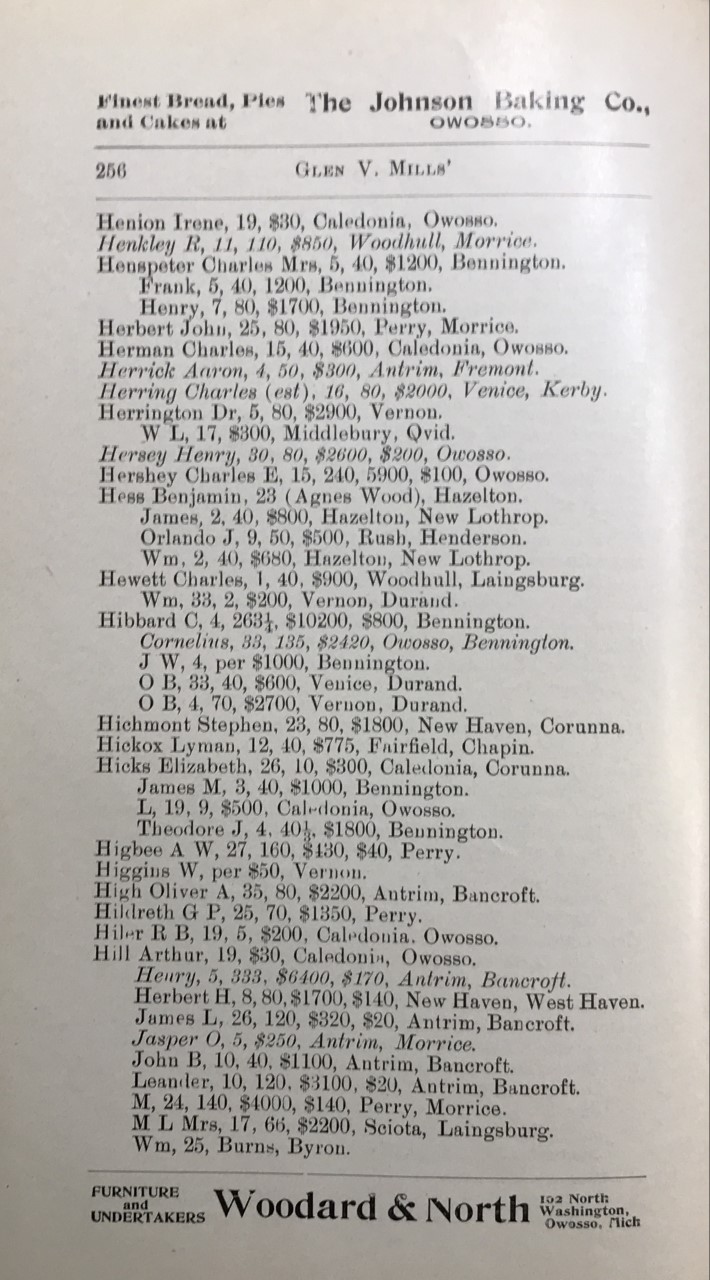 Finest Bread, Pies The Johnson Baking Co.,
and Cakes at OWOSSO.
256 GLEN V. MILLS'
Henion Irene, 19, $30, Caledonia, Owosso.
Henkley R, 11, 110, $850, Woodhull, Morrice.
Henspeter Charles Mrs, 5, 40, $1200, Bennington.
Frank, 5, 40, 1200, Bennington.
Henry, 7, 80, $1700, Bennington.
Herbert John, 25, 80, $1950, Perry, Morrice.
Herman Charles, 15, 40, $600, Caledonia, Owosso.
Herrick Aaron, 4, 50, $300, Antrim, Fremont.
Herring Charles (est), 16, 80, $2000, Venice, Kerby.
Herrington Dr, 5, 80, $2900, Vernon.
W L, 17, $300, Middlebury, Qvid.
Hersey Henry, 30, 80, $2600, $200, Owosso.
Hershey Charles E, 15, 240, 5900, $100, Owosso.
Hess Benjamin, 23 (Agnes Wood), Hazelton.
James, 2, 40, $800, Hazelton, New Lothrop.
Orlando J, 9, 50, $500, Rush, Henderson.
Wm, 2, 40, $680, Hazelton, New Lothrop.
Hewett Charles, 1, 40, $900, Woodhull, Laingsburg.
Wm, 33, 2, $200, Vernon, Durand.
Hibbard C, 4, 263½, $10200, $800, Bennington.
Cornelius, 33, 135, $2420, Owosso, Bennington.
J W, 4, per $1000, Bennington.
O B, 33, 40, $600, Venice, Durand.
O B, 4, 70, $2700, Vernon, Durand.
Hichmont Stephen, 23, 80, $1800, New Haven, Corunna.
Hickox Lyman, 12, 40, $775, Fairfield, Chapin.
Hicks Elizabeth, 26, 10, $300, Caledonia, Corunna.
James M, 3, 40, $1000, Bennington.
L, 19, 9, $500, Caledonia, Owosso.
Theodore J, 4, 40½, $1800, Bennington.
Higbee A W, 27, 160, $430, $40, Perry.
Higgins W, per $50, Vernon.
High Oliver A, 35, 80, $2200, Antrim, Bancroft.
Hildreth G P, 25, 70, $1350, Perry.
Hiler R B, 19, 5, $200, Caledonia, Owosso.
Hill Arthur, 19, $30, Caledonia, Owosso.
Henry, 5, 333, $6400, $170, Antrim, Bancroft.
Herbert H, 8, 80, $1700, $140, New Haven, West Haven.
James L, 26, 120, $320, $20, Antrim, Bancroft.
Jasper O, 5, $250, Antrim, Morrice.
John B, 10, 40, $1100, Antrim, Bancroft.
Leander, 10, 120, $3100, $20, Antrim, Bancroft.
M, 24, 140, $4000, $140, Perry, Morrice.
M L Mrs, 17, 66, $2200, Sciota, Laingsburg.
Wm, 25, Burns, Byron.
FURNITURE
and
UNDERTAKERS
Woodard & North
102 North
Washington,
Owosso, Mich